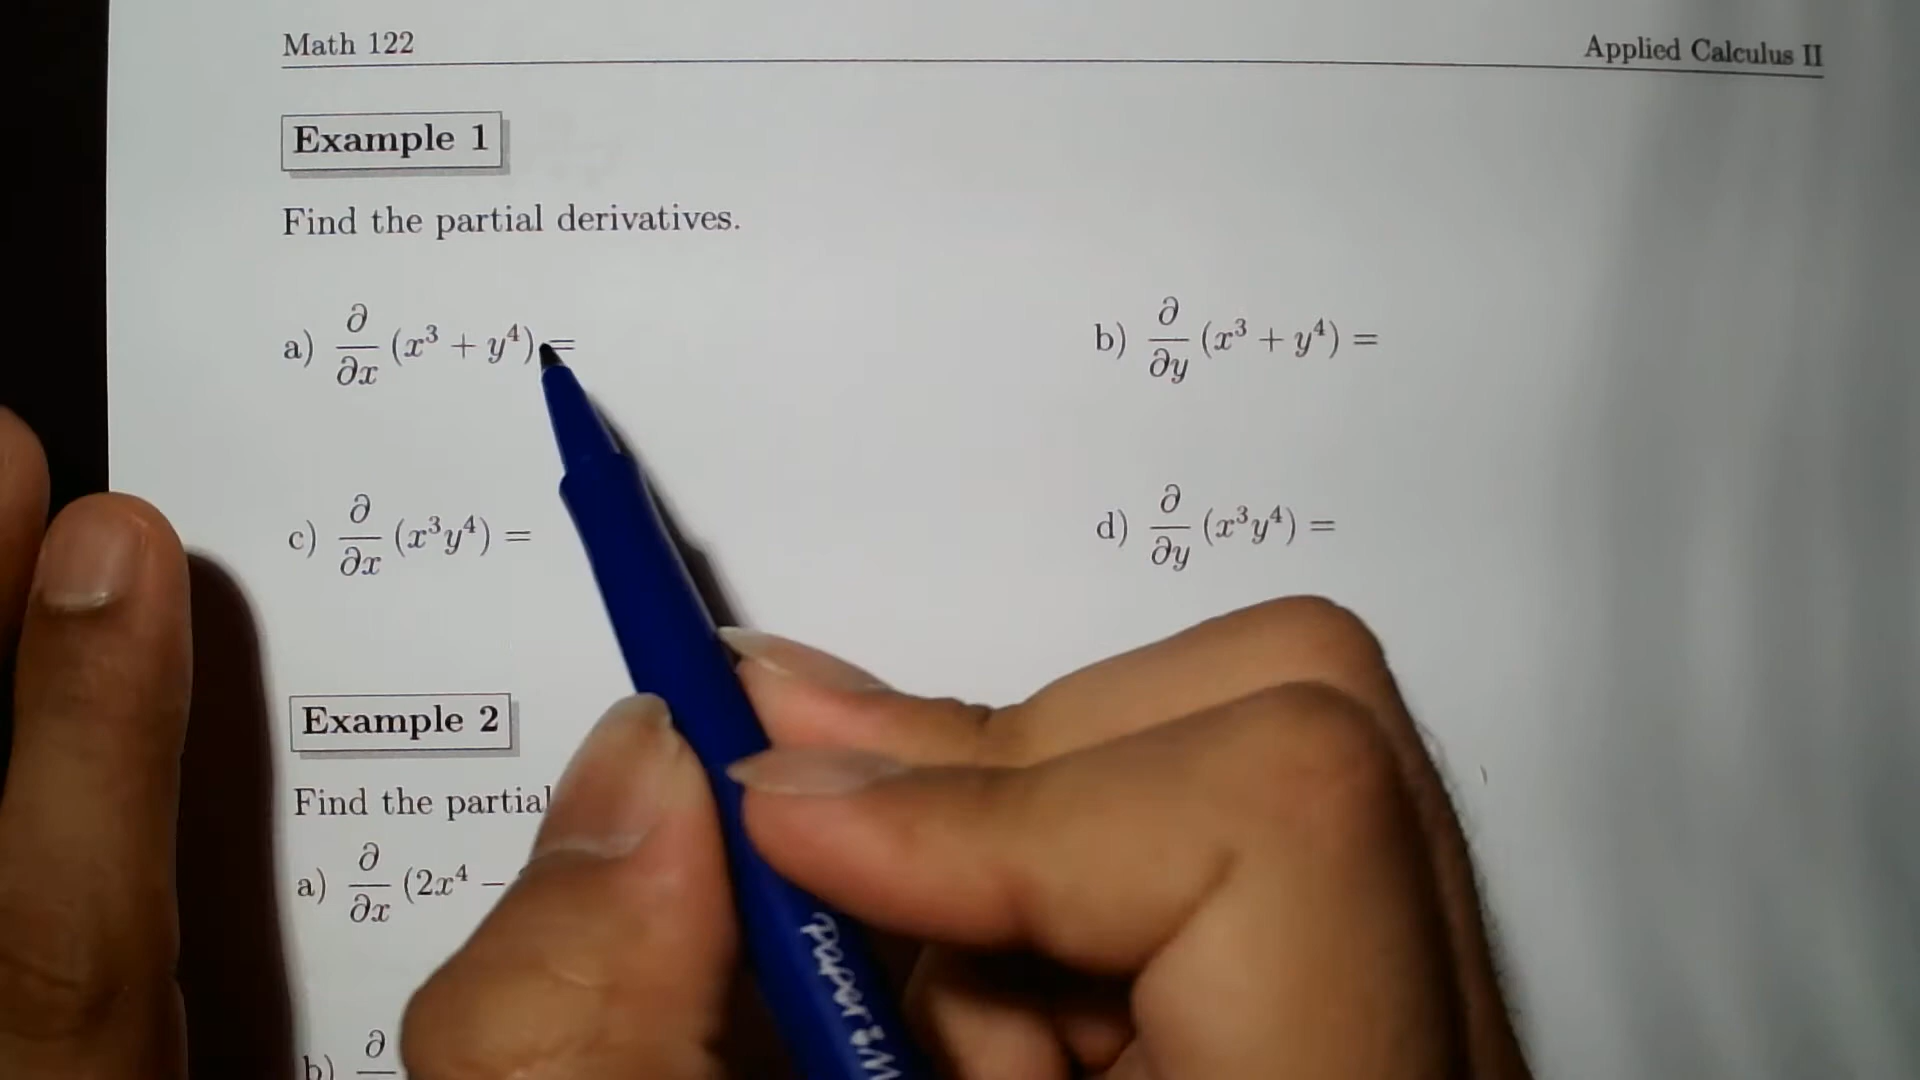 Math 122 Applied Calculus II
Example 1
Find the partial derivatives.
a) ∂/∂x (x³ + y⁴) = b) ∂/∂y (x³ + y⁴) =
c) ∂/∂x (x³y⁴) = d) ∂/∂y (x³y⁴) =
Example 2
Find the partial
a) ∂/∂x (2x⁴ −
b) ∂
Paper:M